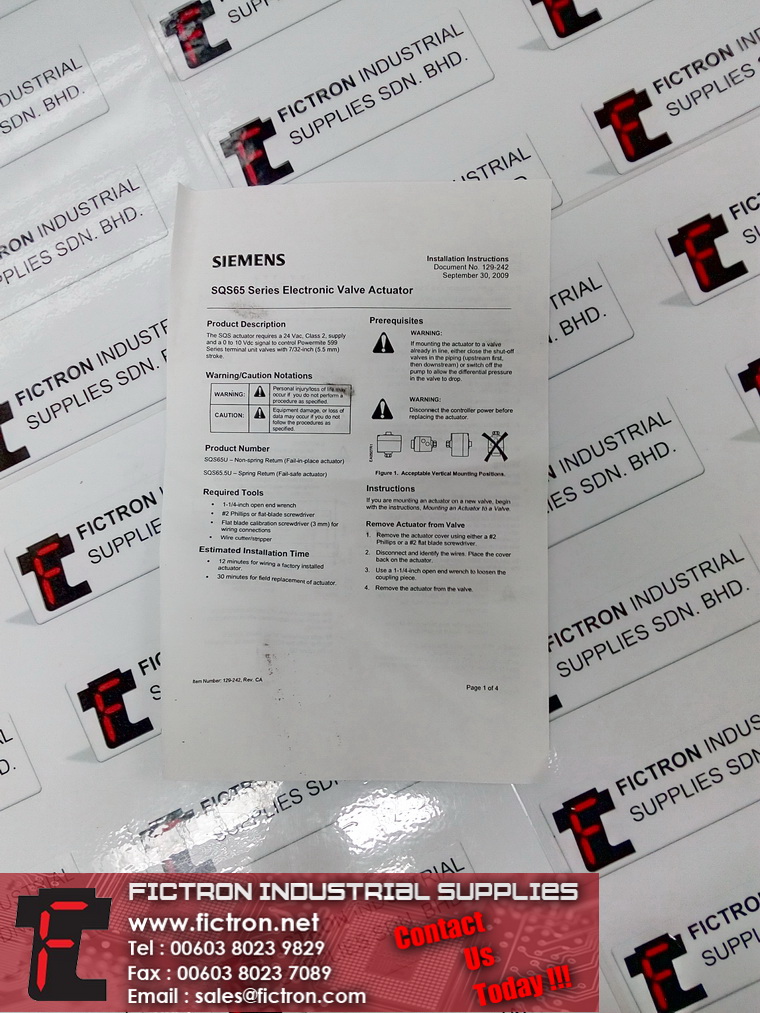 FICTRON INDUSTRIAL
SUPPLIES SDN. BHD.
SIEMENS
Installation Instructions
Document No. 129-242
September 30, 2009
SQS65 Series Electronic Valve Actuator
Product Description
The SQS actuator requires a 24 Vac, Class 2, supply
and a 0 to 10 Vdc signal to control Powermite 599
Series terminal unit valves with 7/32-inch (5.5 mm)
stroke.
Warning/Caution Notations
WARNING:
Personal injury/loss of life may
occur if you do not perform a
procedure as specified.
CAUTION:
Equipment damage, or loss of
data may occur if you do not
follow the procedures as
specified.
Product Number
SQS65U – Non-spring Return (Fail-in-place actuator)
SQS65.5U – Spring Return (Fail-safe actuator)
Required Tools
• 1-1/4-inch open end wrench
• #2 Phillips or flat-blade screwdriver
• Flat blade calibration screwdriver (3 mm) for
wiring connections
• Wire cutter/stripper
Estimated Installation Time
• 12 minutes for wiring a factory installed
actuator.
• 30 minutes for field replacement of actuator.
Prerequisites
WARNING:
If mounting the actuator to a valve
already in line, either close the shut-off
valves in the piping (upstream first,
then downstream) or switch off the
pump to allow the differential pressure
in the valve to drop.
WARNING:
Disconnect the controller power before
replacing the actuator.
Figure 1. Acceptable Vertical Mounting Positions.
Instructions
If you are mounting an actuator on a new valve, begin
with the instructions, Mounting an Actuator to a Valve.
Remove Actuator from Valve
1. Remove the actuator cover using either a #2
Phillips or a #2 flat blade screwdriver.
2. Disconnect and identify the wires. Place the cover
back on the actuator.
3. Use a 1-1/4-inch open end wrench to loosen the
coupling piece.
4. Remove the actuator from the valve.
Item Number: 129-242, Rev. CA
Page 1 of 4
FICTRON INDUSTRIAL SUPPLIES
www.fictron.net
Tel : 00603 8023 9829
Fax : 00603 8023 7089
Email : sales@fictron.com
Contact
Us
Today !!!